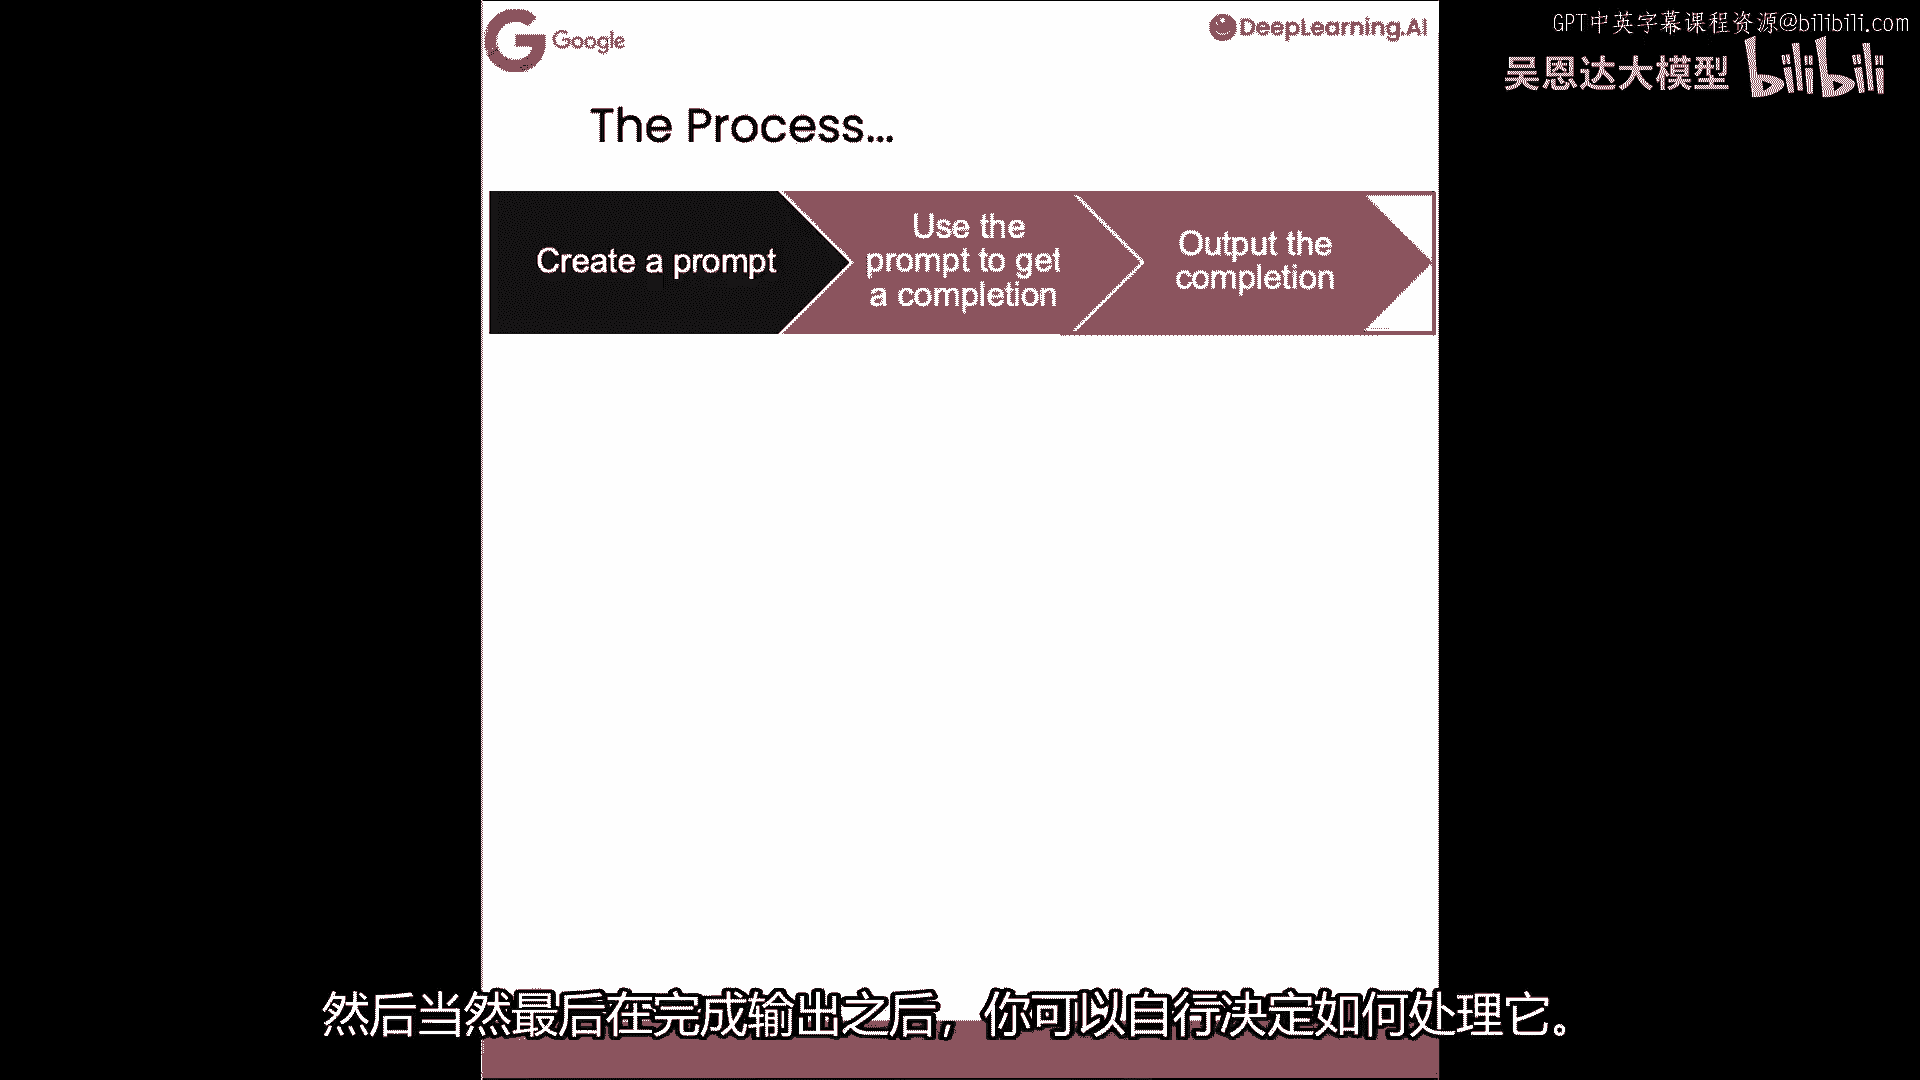 Google
DeepLearning.AI
GPT中英字幕课程资源@bilibili.com
吴恩达大模型 bilibili
The Process...
Create a prompt
Use the
prompt to get
a completion
Output the
completion
然后当然最后在完成输出之后，你可以自行决定如何处理它。